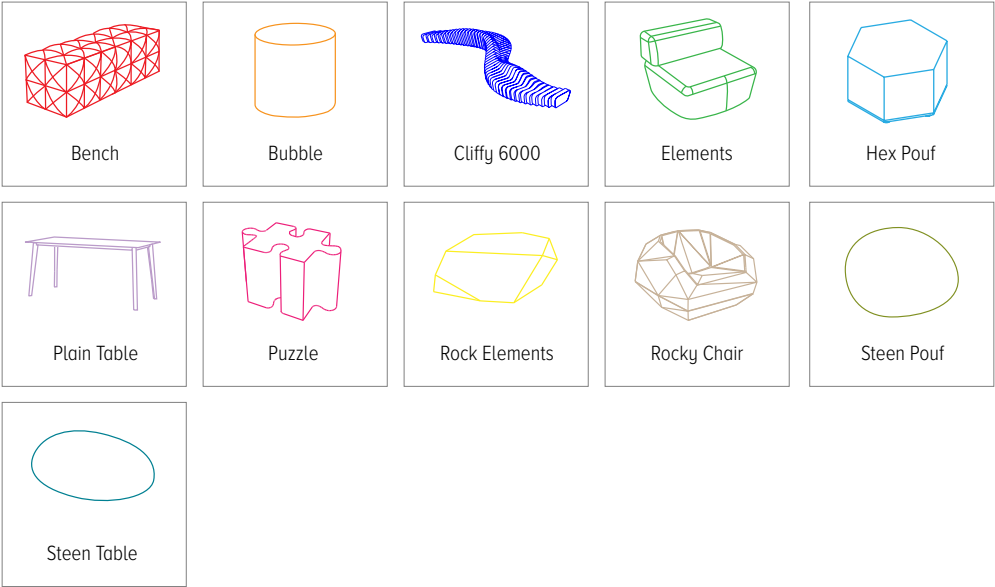 Bench
Bubble
Cliffy 6000
Elements
Hex Pouf
Plain Table
Puzzle
Rock Elements
Rocky Chair
Steen Pouf
Steen Table